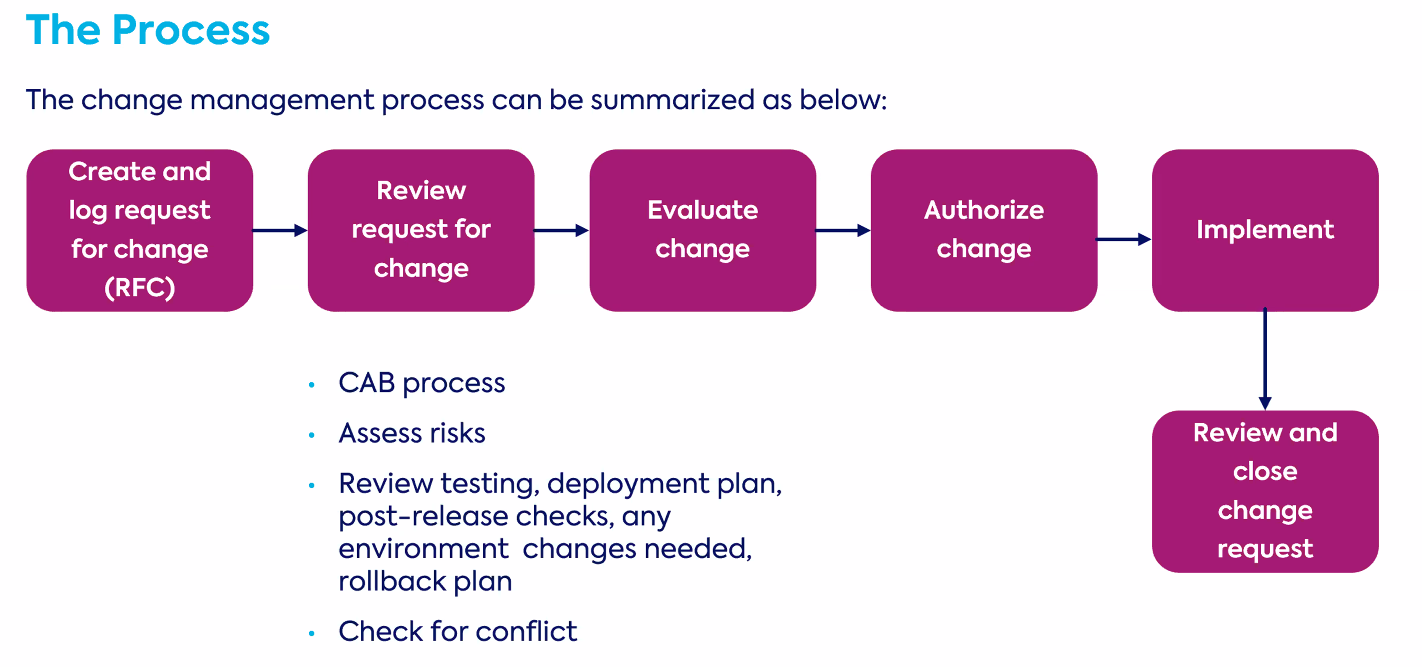 The Process
The change management process can be summarized as below:
Create and
log request
for change
(RFC)
Review
request for
change
Evaluate
change
Authorize
change
Implement
CAB process
Assess risks
Review testing, deployment plan,
post-release checks, any
environment  changes needed,
rollback plan
Check for conflict
Review and
close
change
request